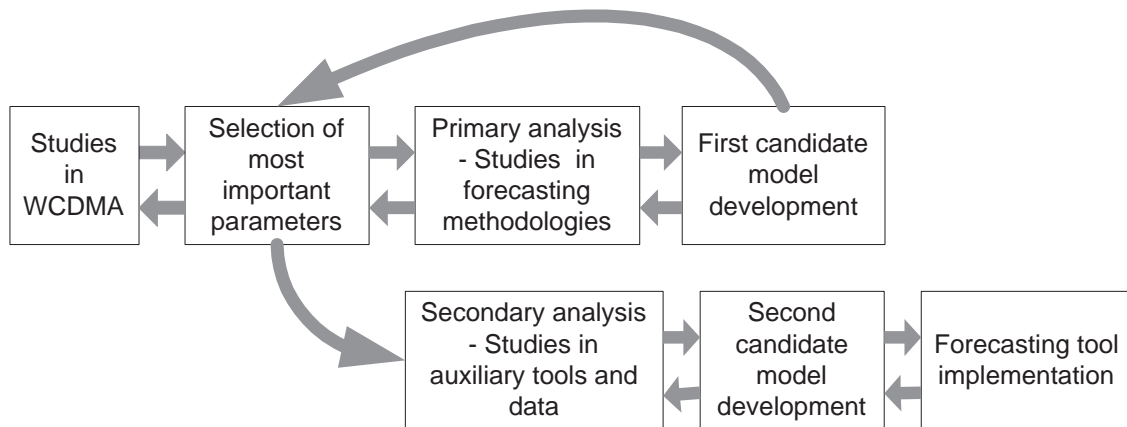 Studies
in
WCDMA
Selection of
most
important
parameters
Primary analysis
- Studies in
forecasting
methodologies
First candidate
model
development
Secondary analysis
- Studies in
auxiliary tools and
data
Second
candidate
model
development
Forecasting tool
implementation